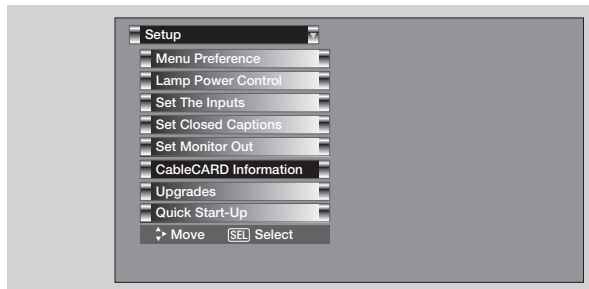 Setup
Menu Preference
Lamp Power Control
Set The Inputs
Set Closed Captions
Set Monitor Out
CableCARD Information
Upgrades
Quick Start-Up
Move SEL Select